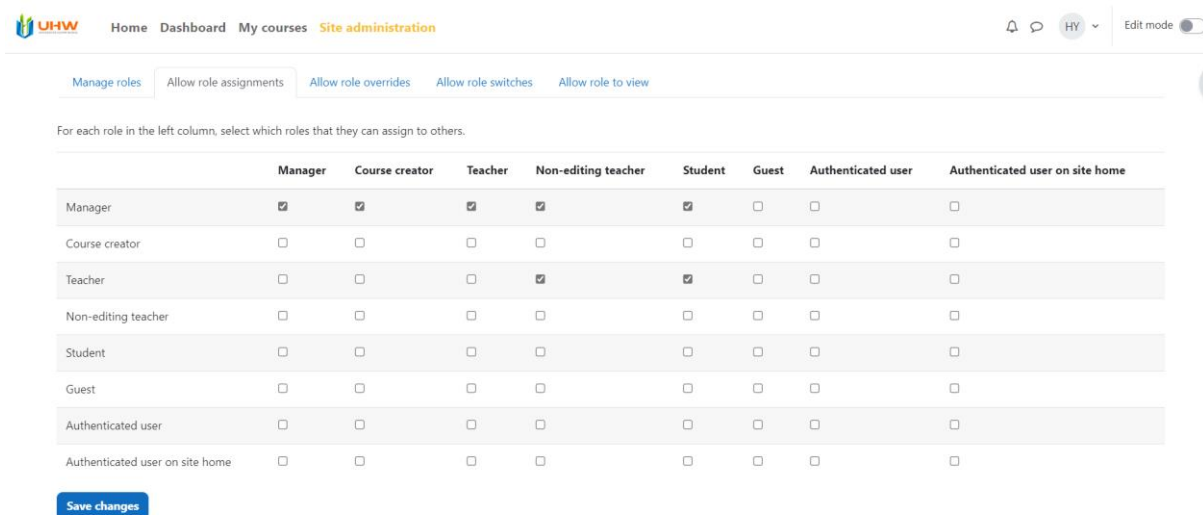 UHW Home Dashboard My courses Site administration HY Edit mode
Manage roles Allow role assignments Allow role overrides Allow role switches Allow role to view
For each role in the left column, select which roles that they can assign to others.
Manager Course creator Teacher Non-editing teacher Student Guest Authenticated user Authenticated user on site home
Manager
Course creator
Teacher
Non-editing teacher
Student
Guest
Authenticated user
Authenticated user on site home
Save changes